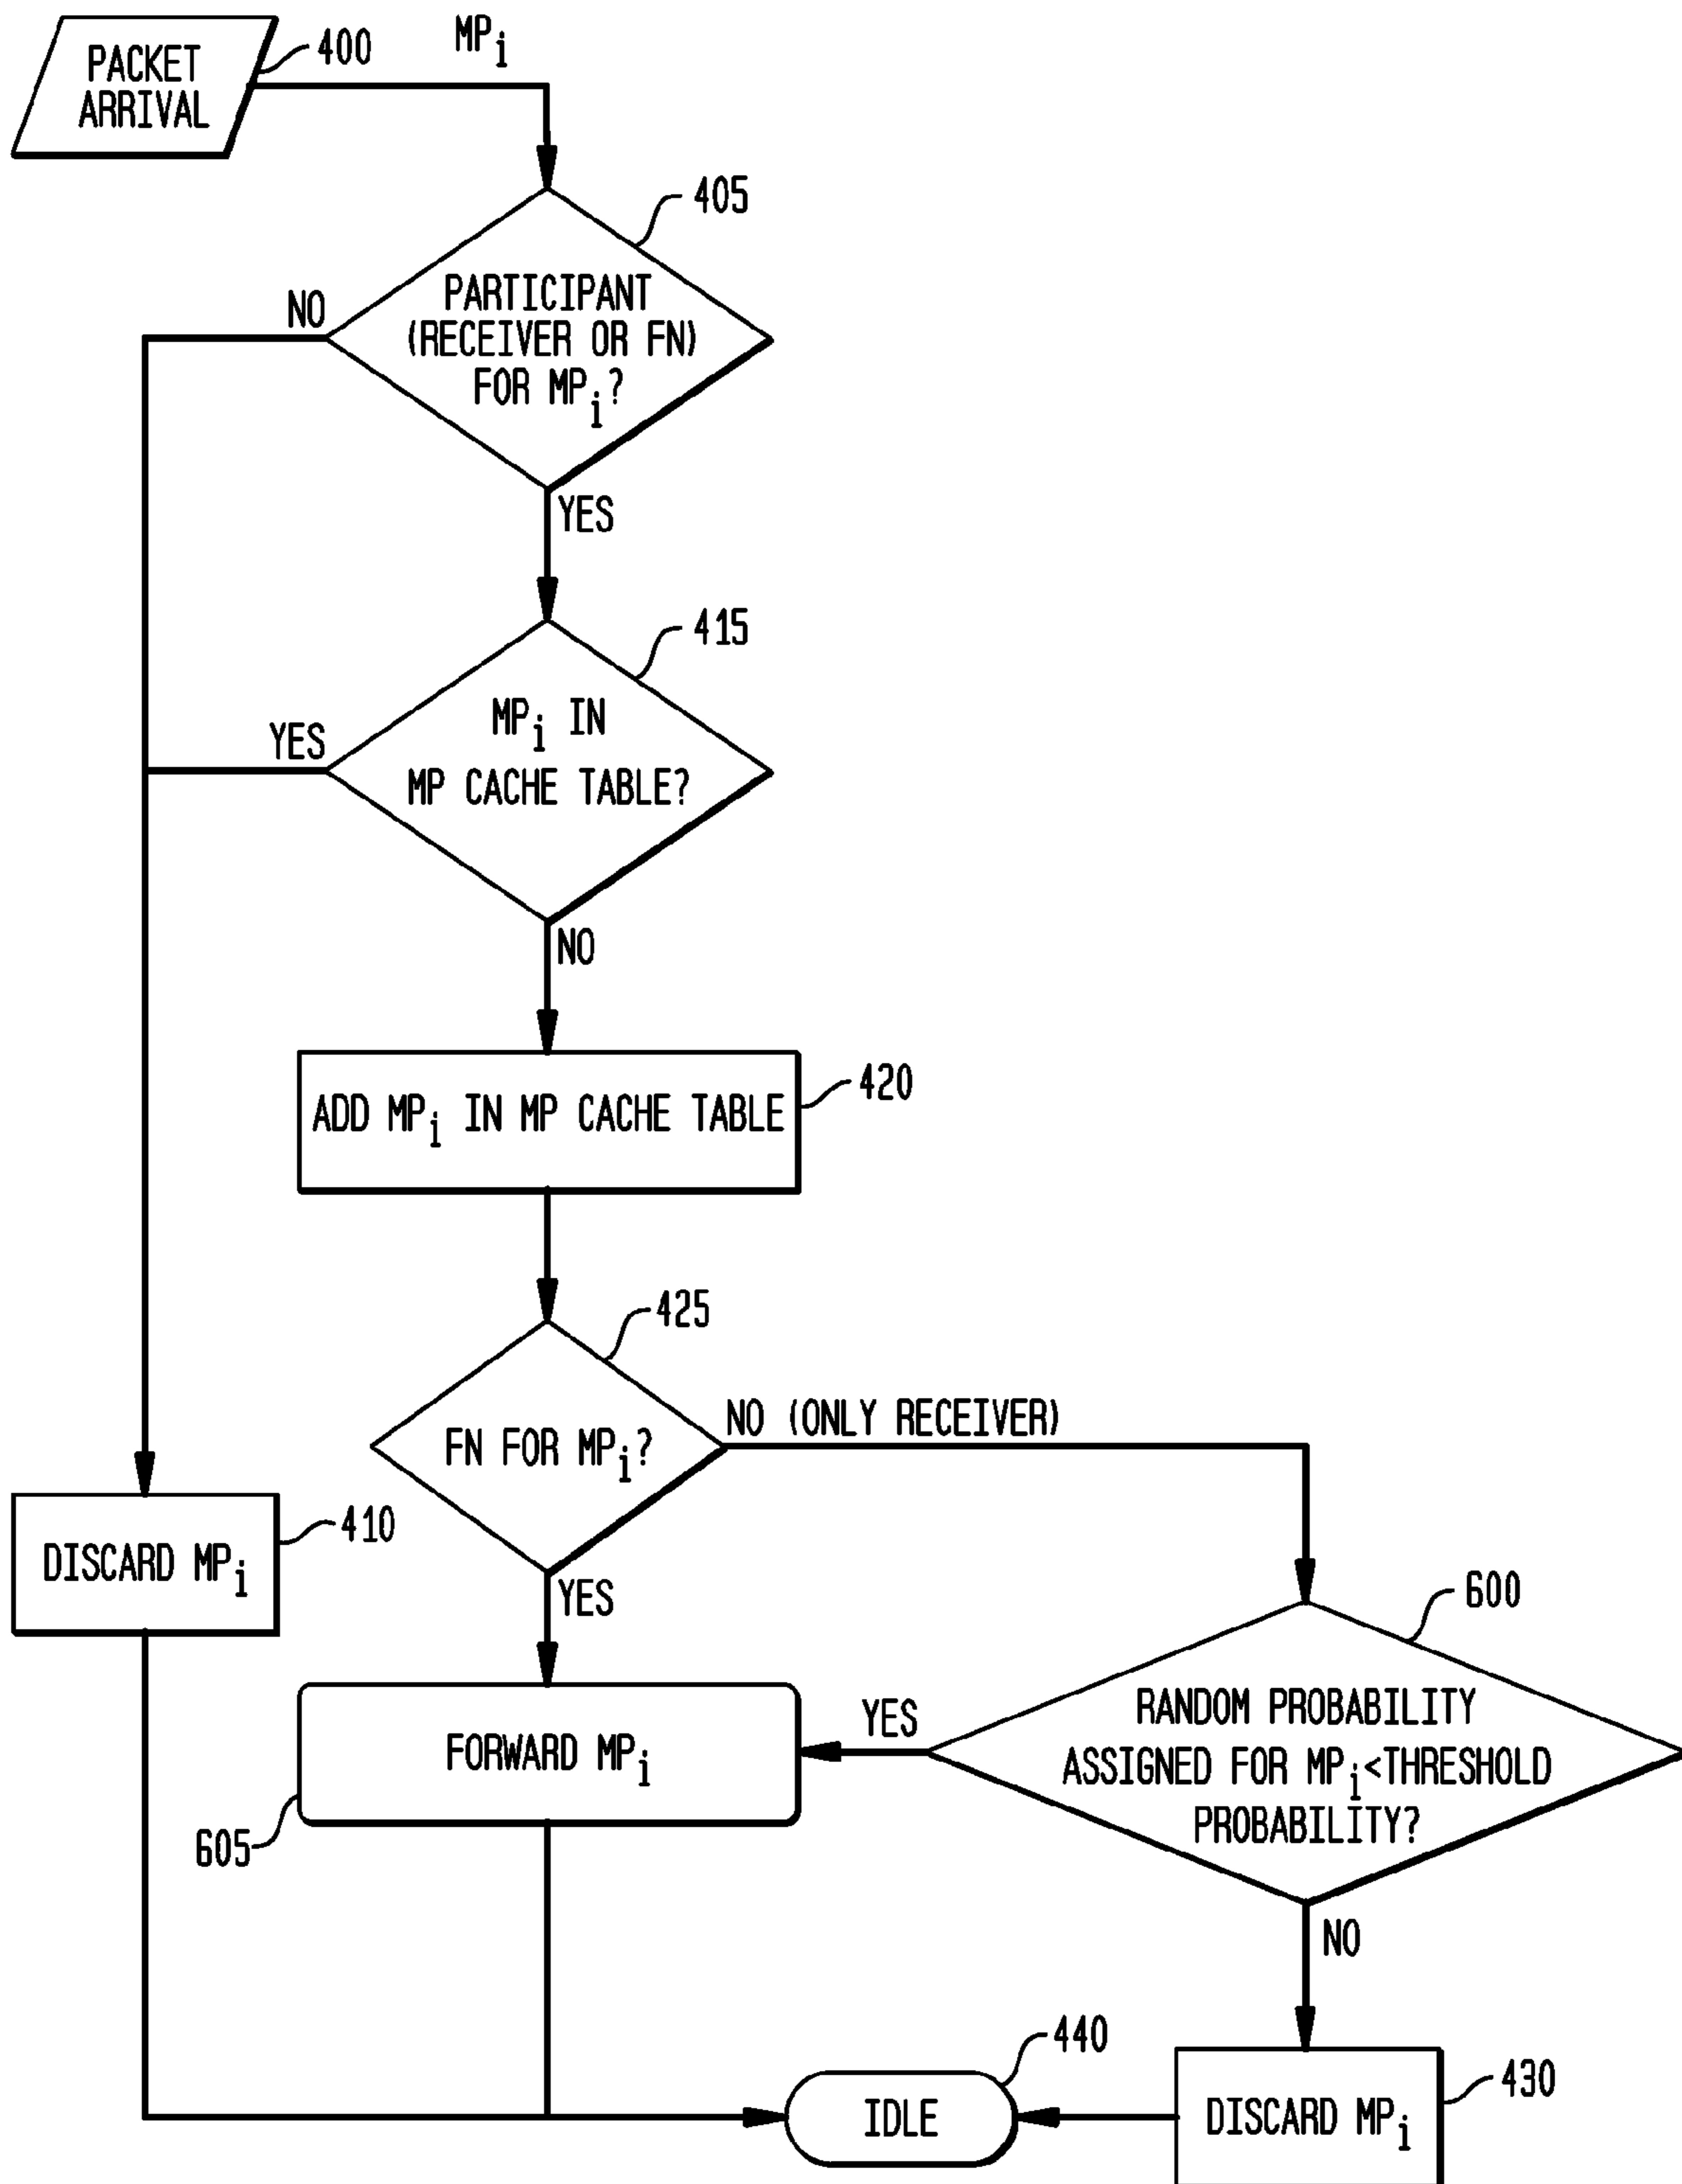 PACKET
ARRIVAL
400
MPi
405
PARTICIPANT
(RECEIVER OR FN)
FOR MPi?
NO
YES
415
MPi IN
MP CACHE TABLE?
YES
NO
420
ADD MPi IN MP CACHE TABLE
425
FN FOR MPi?
NO (ONLY RECEIVER)
410
DISCARD MPi
YES
600
RANDOM PROBABILITY
ASSIGNED FOR MPi<THRESHOLD
PROBABILITY?
YES
FORWARD MPi
605
NO
440
IDLE
430
DISCARD MPi